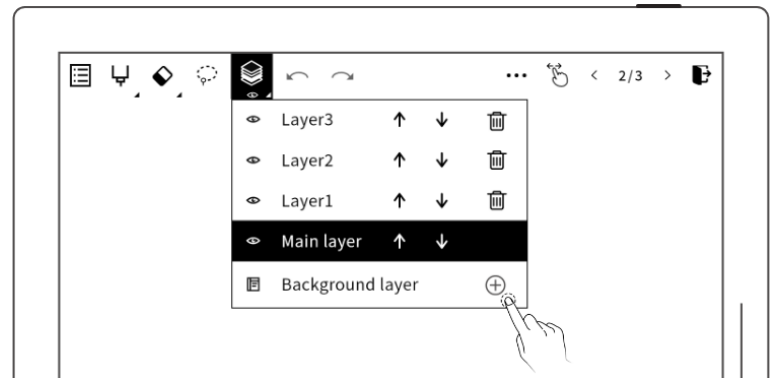 2/3
Layer3
Layer2
Layer1
Main layer
Background layer